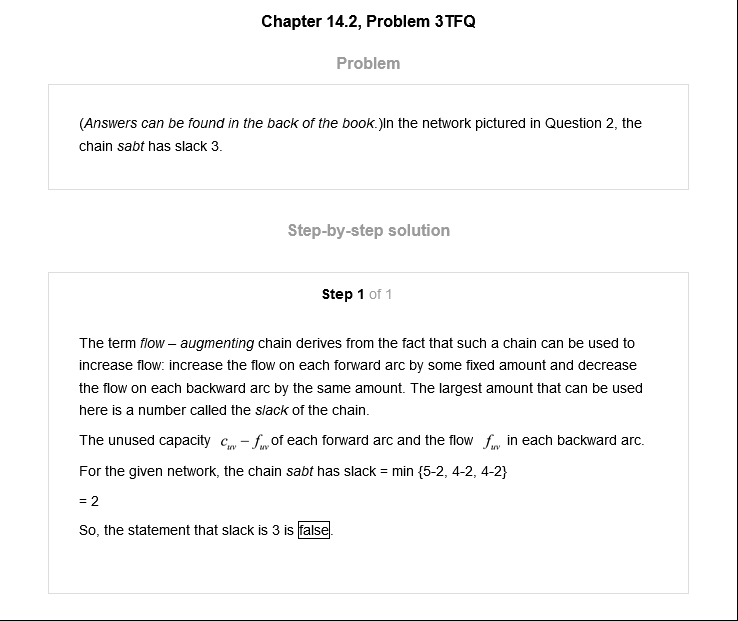 Chapter 14.2, Problem 3TFQ
Problem
(Answers can be found in the back of the book.)In the network pictured in Question 2, the
chain sabt has slack 3.
Step-by-step solution
Step 1 of 1
The term flow – augmenting chain derives from the fact that such a chain can be used to
increase flow: increase the flow on each forward arc by some fixed amount and decrease
the flow on each backward arc by the same amount. The largest amount that can be used
here is a number called the slack of the chain.
The unused capacity c_uv − f_uv of each forward arc and the flow f_uv in each backward arc.
For the given network, the chain sabt has slack = min {5-2, 4-2, 4-2}
= 2
So, the statement that slack is 3 is false.